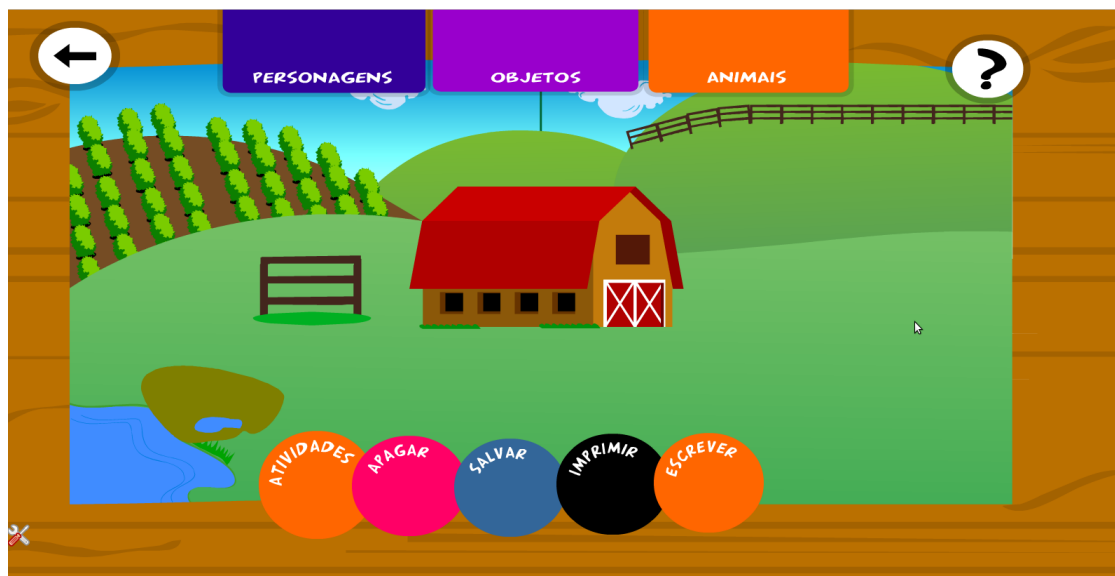 PERSONAGENS
OBJETOS
ANIMAIS
?
ATIVIDADES
APAGAR
SALVAR
IMPRIMIR
ESCREVER